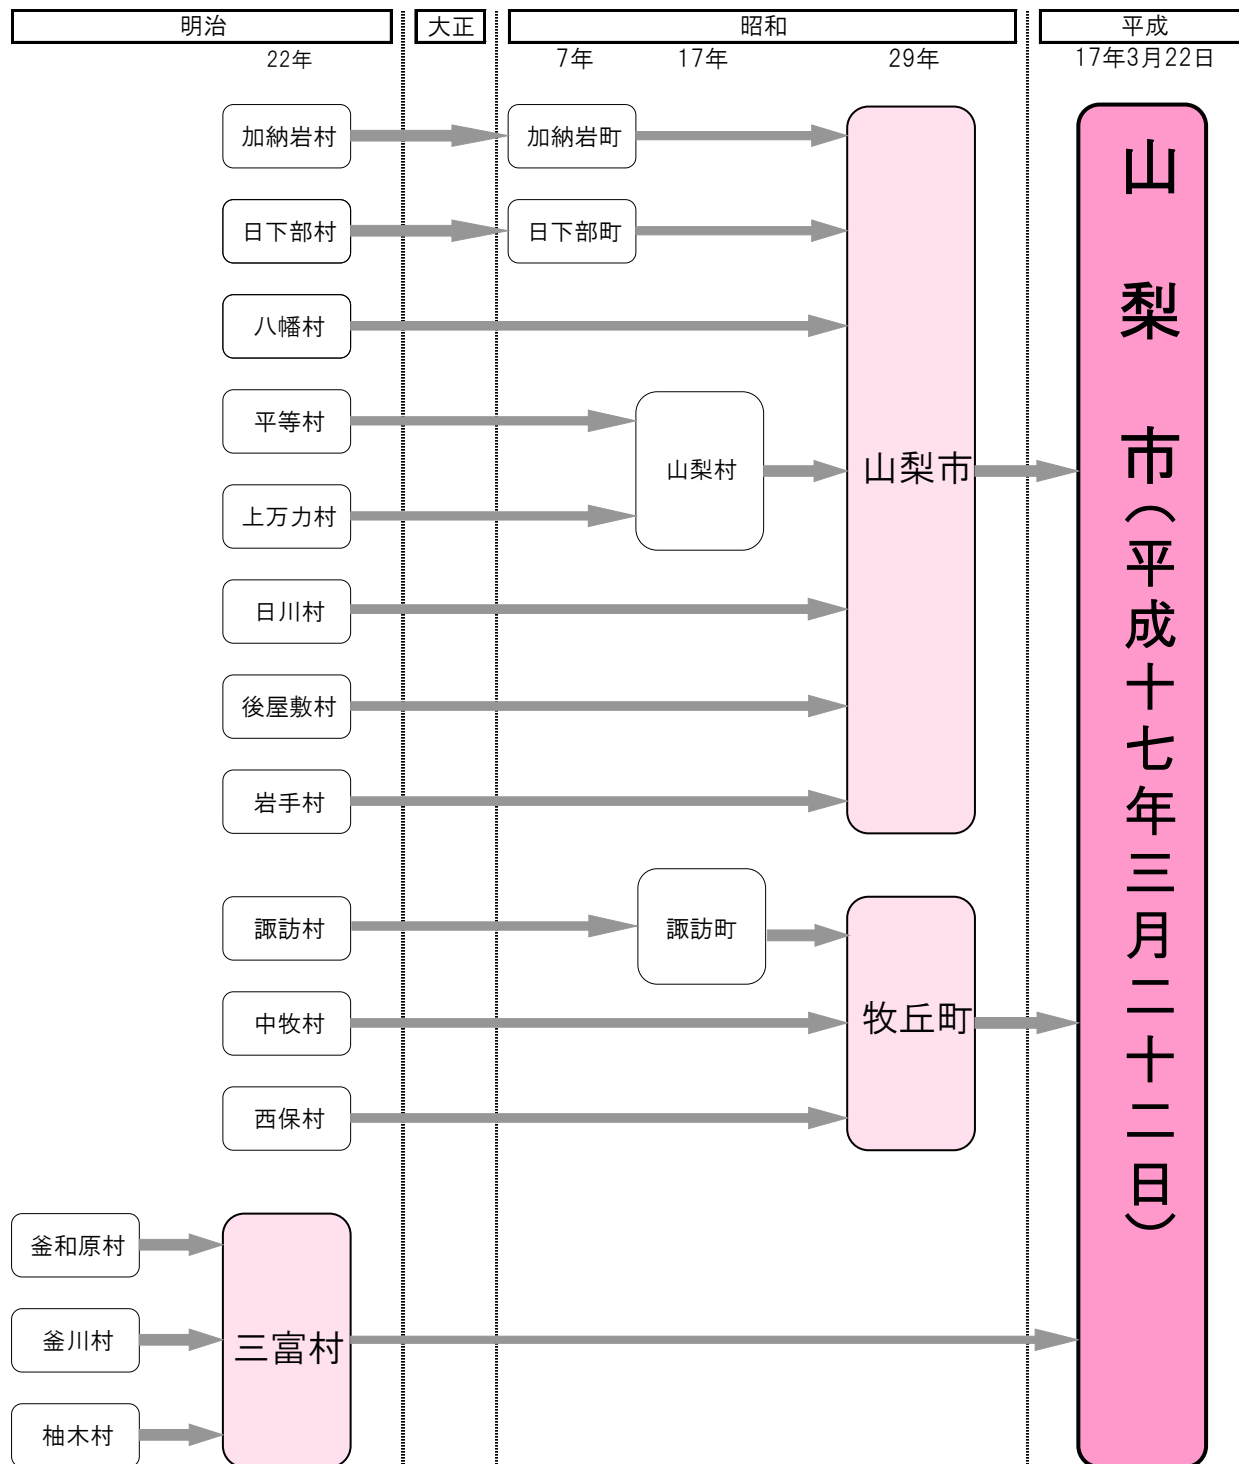 明治
大正
昭和
平成
22年
7年
17年
29年
17年3月22日
加納岩村
加納岩町
日下部村
日下部町
八幡村
平等村
山梨村
上万力村
山梨市
日川村
後屋敷村
岩手村
諏訪村
諏訪町
中牧村
牧丘町
西保村
釜和原村
釜川村
三富村
柚木村
山梨市(平成十七年三月二十二日)